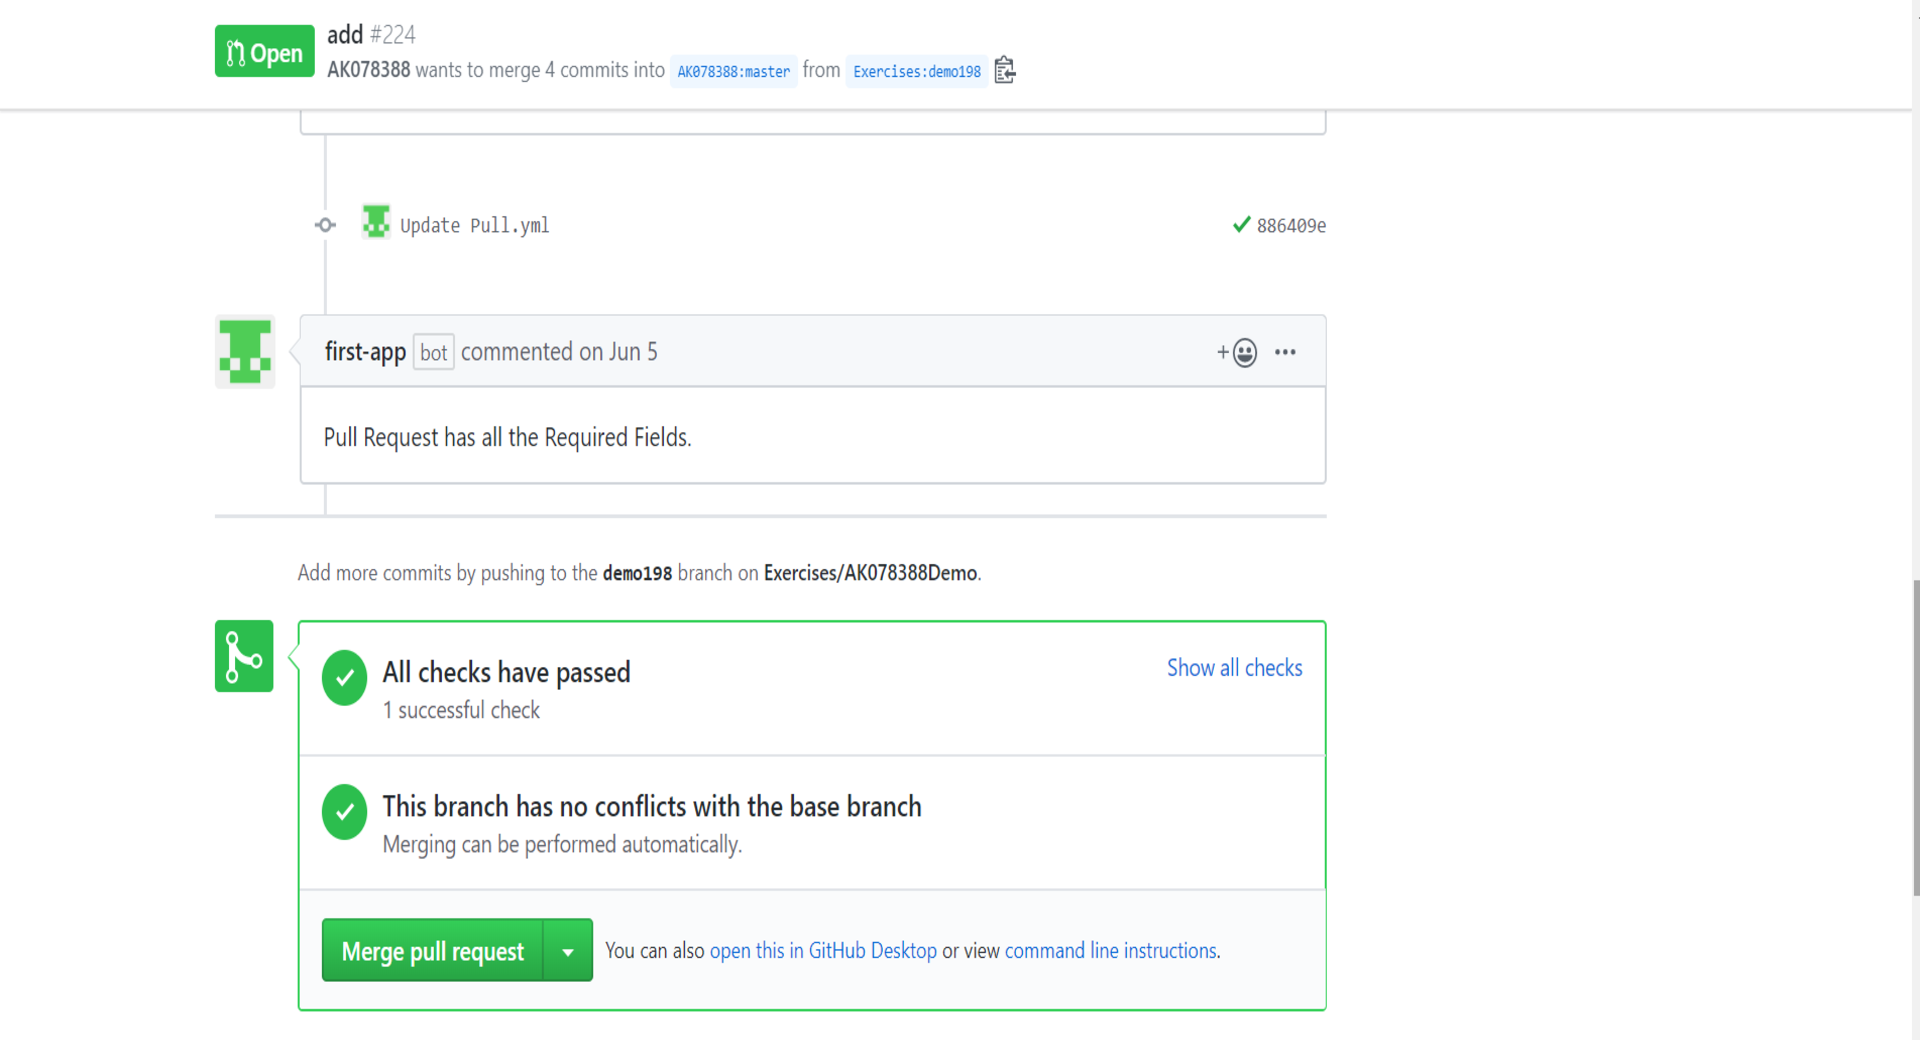 Open
add #224
AK078388 wants to merge 4 commits into AK078388:master from Exercises:demo198
Update Pull.yml 886409e
first-app bot commented on Jun 5
Pull Request has all the Required Fields.
Add more commits by pushing to the demo198 branch on Exercises/AK078388Demo.
All checks have passed
Show all checks
1 successful check
This branch has no conflicts with the base branch
Merging can be performed automatically.
Merge pull request
You can also open this in GitHub Desktop or view command line instructions.